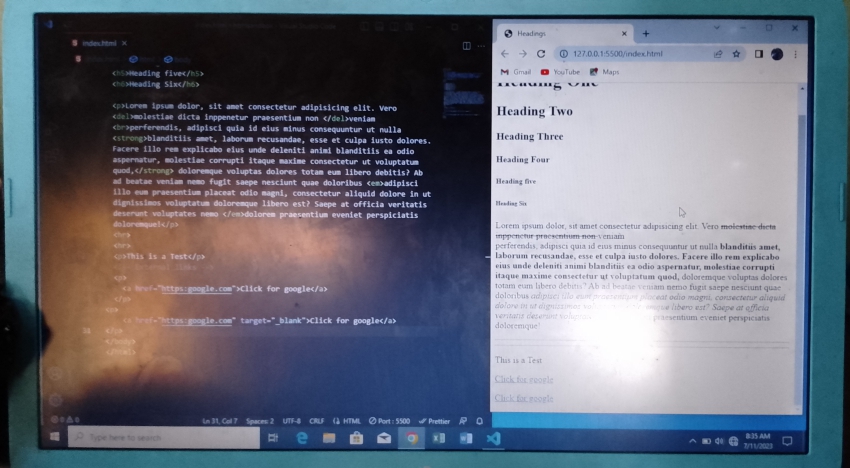 index.html
<h5>Heading five</h5>
<h6>Heading Six</h6>
<p>Lorem ipsum dolor, sit amet consectetur adipisicing elit. Vero
<del>molestiae dicta inppenetur praesentium non </del>veniam
<br>perferendis, adipisci quia id eius minus consequuntur ut nulla
<strong>blanditiis amet, laborum recusandae, esse et culpa iusto dolores.
Facere illo rem explicabo eius unde deleniti animi blanditiis ea odio
aspernatur, molestiae corrupti itaque maxime consectetur ut voluptatum
quod,</strong> doloremque voluptas dolores totam eum libero debitis? Ab
ad beatae veniam nemo fugit saepe nesciunt quae doloribus <em>adipisci
illo eum praesentium placeat odio magni, consectetur aliquid dolore in ut
dignissimos voluptatum doloremque libero est? Saepe at officia veritatis
deserunt voluptates nemo </em>dolorem praesentium eveniet perspiciatis
doloremque!</p>
<hr>
<hr>
<p>This is a Test</p>
<p>
<a href="https:google.com">Click for google</a>
</p>
<a href="https:google.com" target="_blank">Click for google</a>
31
</body>
</html>
0 0
Ln 31, Col 7 Spaces: 2 UTF-8 CRLF HTML Port : 5500 Prettier
Type here to search
Headings
127.0.0.1:5500/index.html
Gmail YouTube Maps
Heading One
Heading Two
Heading Three
Heading Four
Heading five
Heading Six
Lorem ipsum dolor, sit amet consectetur adipisicing elit. Vero molestiae dicta
inppenetur praesentium non veniam
perferendis, adipisci quia id eius minus consequuntur ut nulla blanditiis amet,
laborum recusandae, esse et culpa iusto dolores. Facere illo rem explicabo
eius unde deleniti animi blanditiis ea odio aspernatur, molestiae corrupti
itaque maxime consectetur ut voluptatum quod, doloremque voluptas dolores
totam eum libero debitis? Ab ad beatae veniam nemo fugit saepe nesciunt quae
doloribus adipisci illo eum praesentium placeat odio magni, consectetur aliquid
dolore in ut dignissimos libero est? Saepe at officia
veritatis deserunt praesentium eveniet perspiciatis
doloremque!
This is a Test
Click for google
Click for google
8:35 AM
7/11/2023